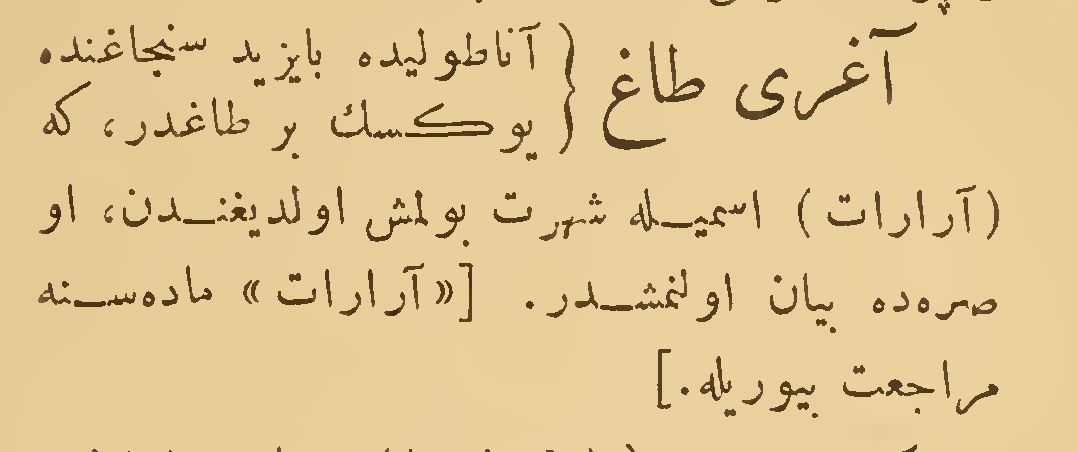 آغری طاغ { آناطولیده بایزید سنجاغنده
یوکسك بر طاغدر، که
(آرارات) اسمیله شهرت بولمش اولدیغندن، او
صره‌ده بیان اولنمشدر. [«آرارات» ماده‌سنه
مراجعت بیوریله.]